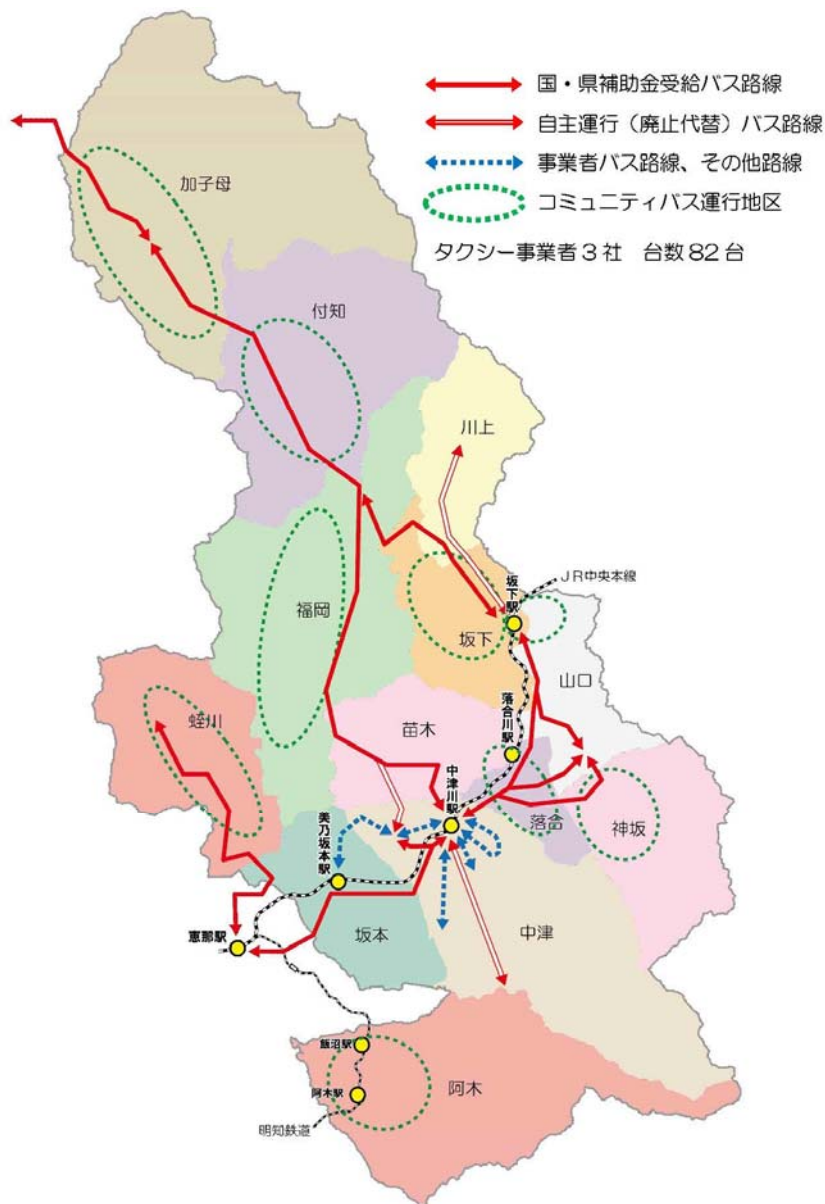 国・県補助金受給バス路線
自主運行（廃止代替）バス路線
事業者バス路線、その他路線
コミュニティバス運行地区
タクシー事業者３社　台数８２台
加子母
付知
川上
ＪＲ中央本線
坂下駅
福岡
坂下
山口
蛭川
苗木
落合川駅
中津川駅
美乃坂本駅
落合
神坂
恵那駅
坂本
中津
飯沼駅
阿木駅
阿木
明知鉄道